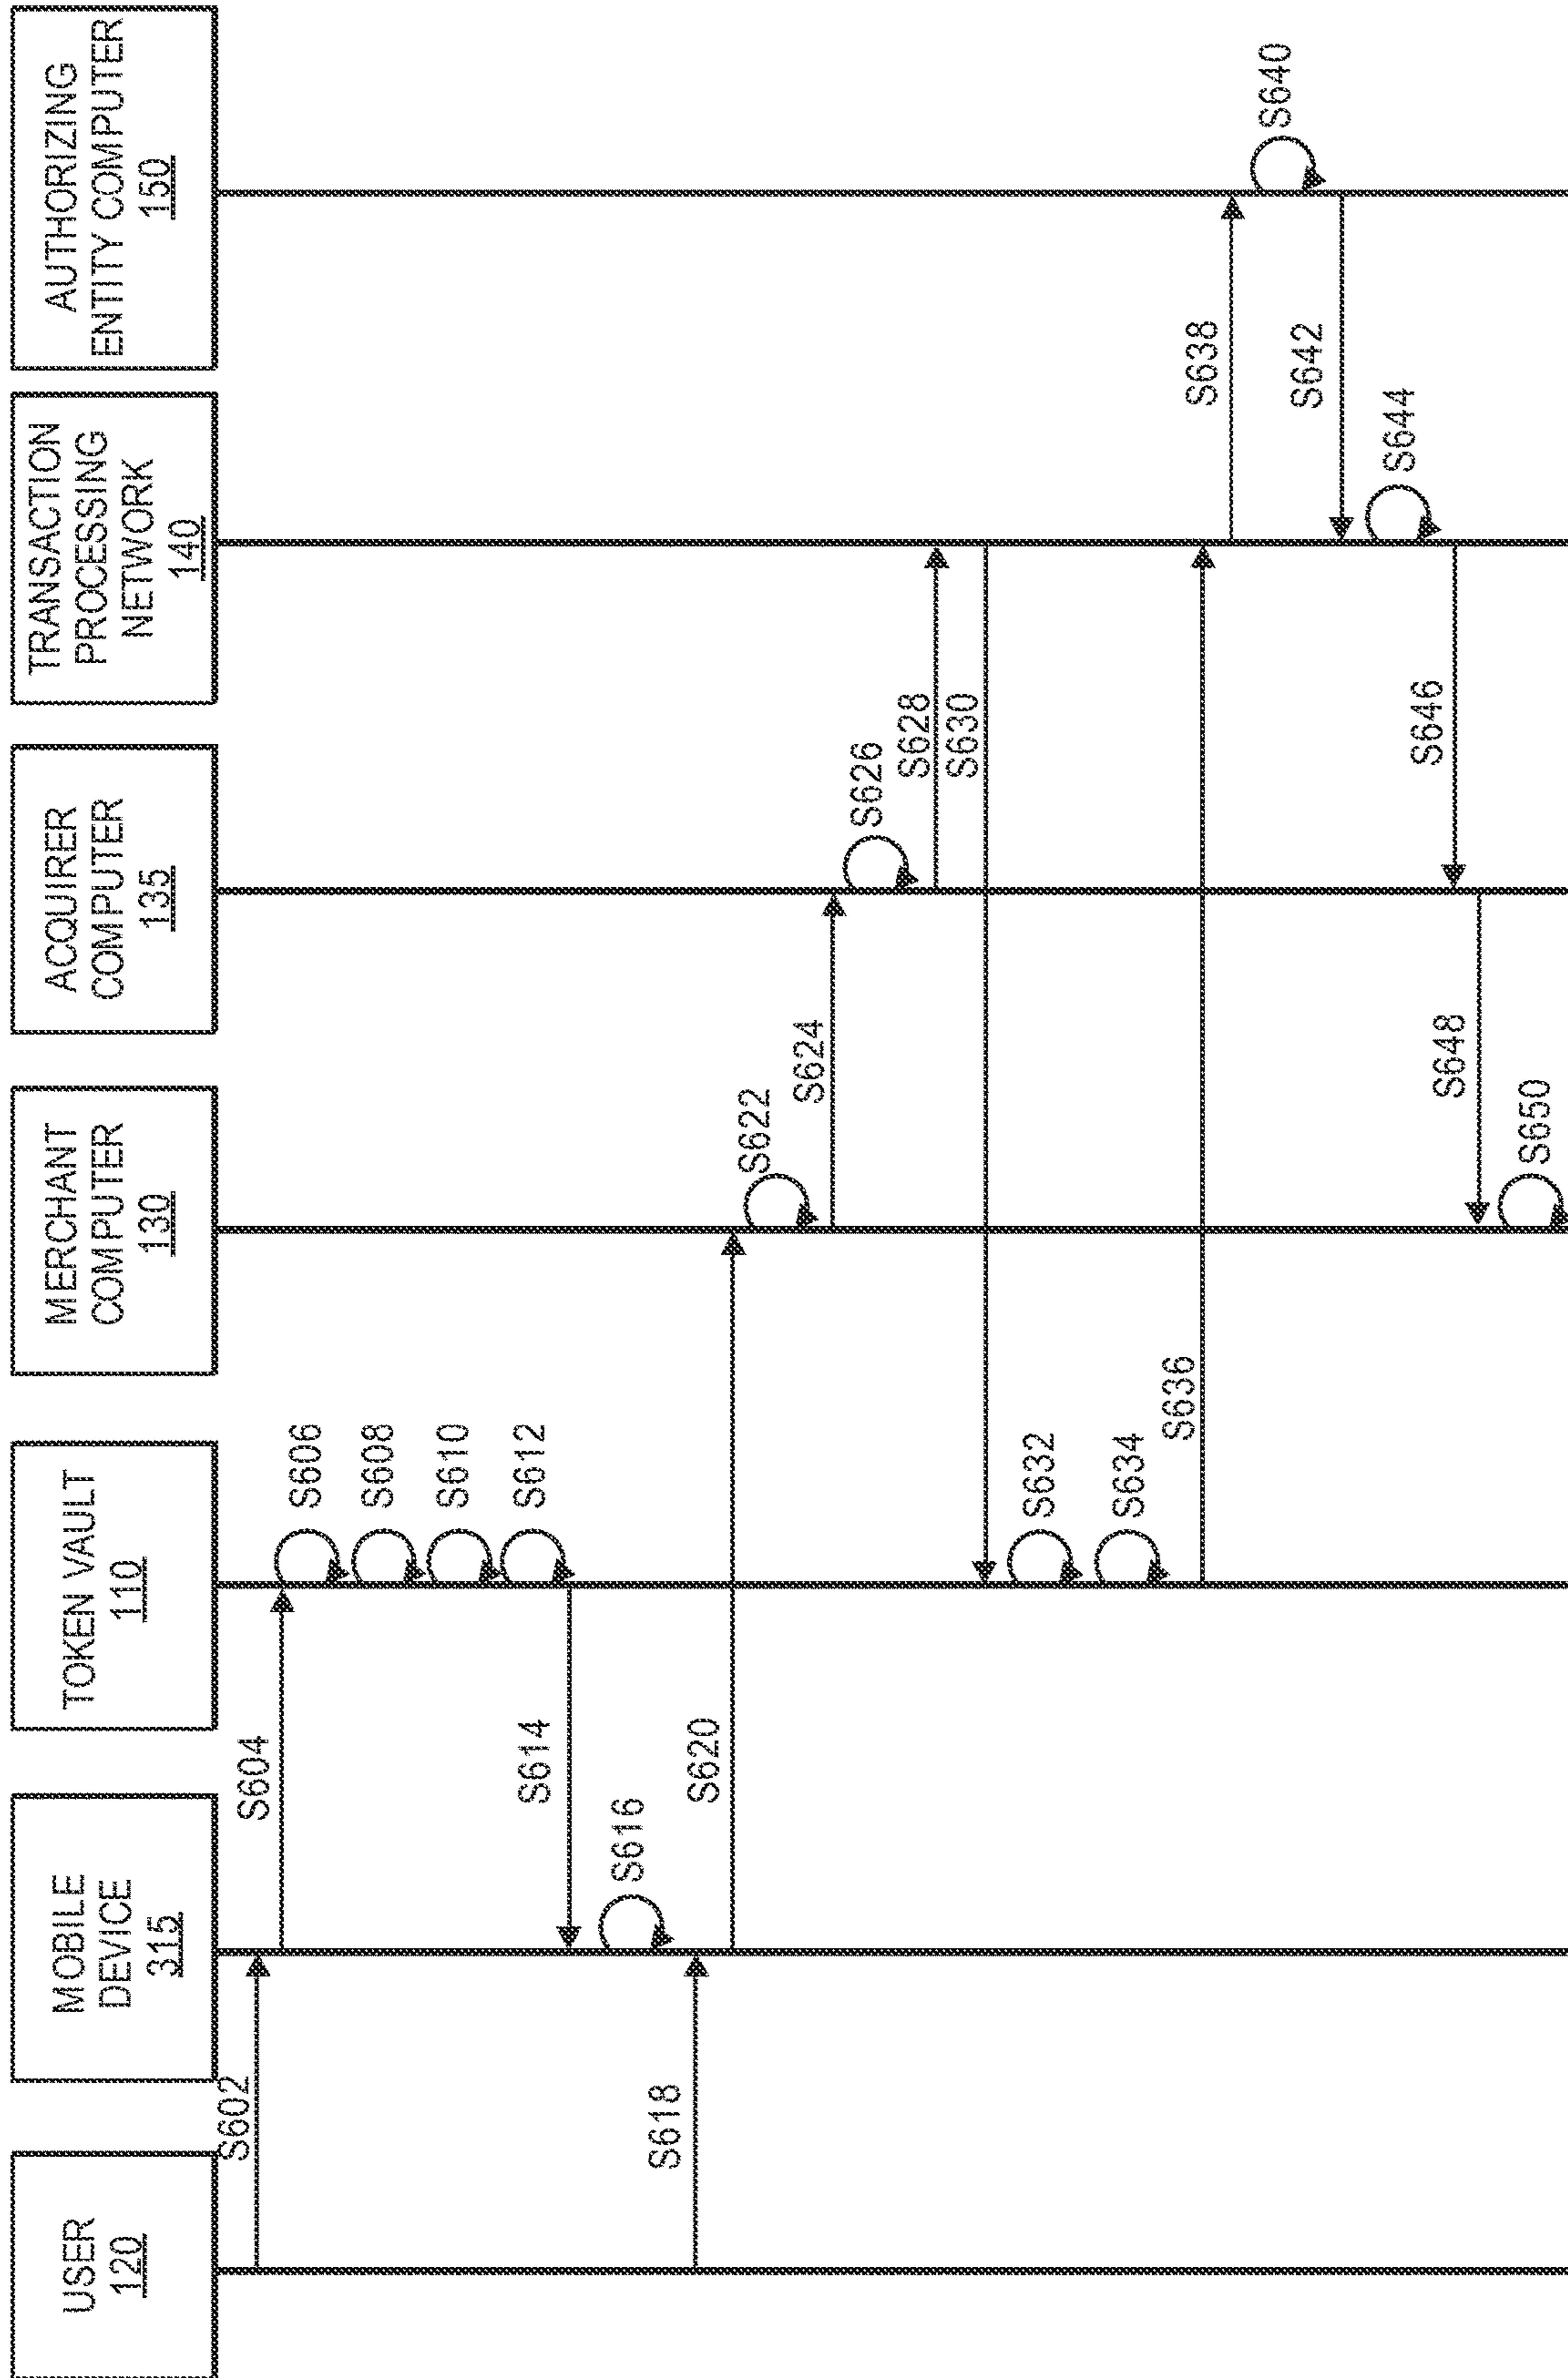 USER
120
MOBILE
DEVICE
315
TOKEN VAULT
110
MERCHANT
COMPUTER
130
ACQUIRER
COMPUTER
135
TRANSACTION
PROCESSING
NETWORK
140
AUTHORIZING
ENTITY COMPUTER
150
S602
S604
S606
S608
S610
S612
S614
S616
S618
S620
S622
S624
S626
S628
S630
S632
S634
S636
S638
S640
S642
S644
S646
S648
S650